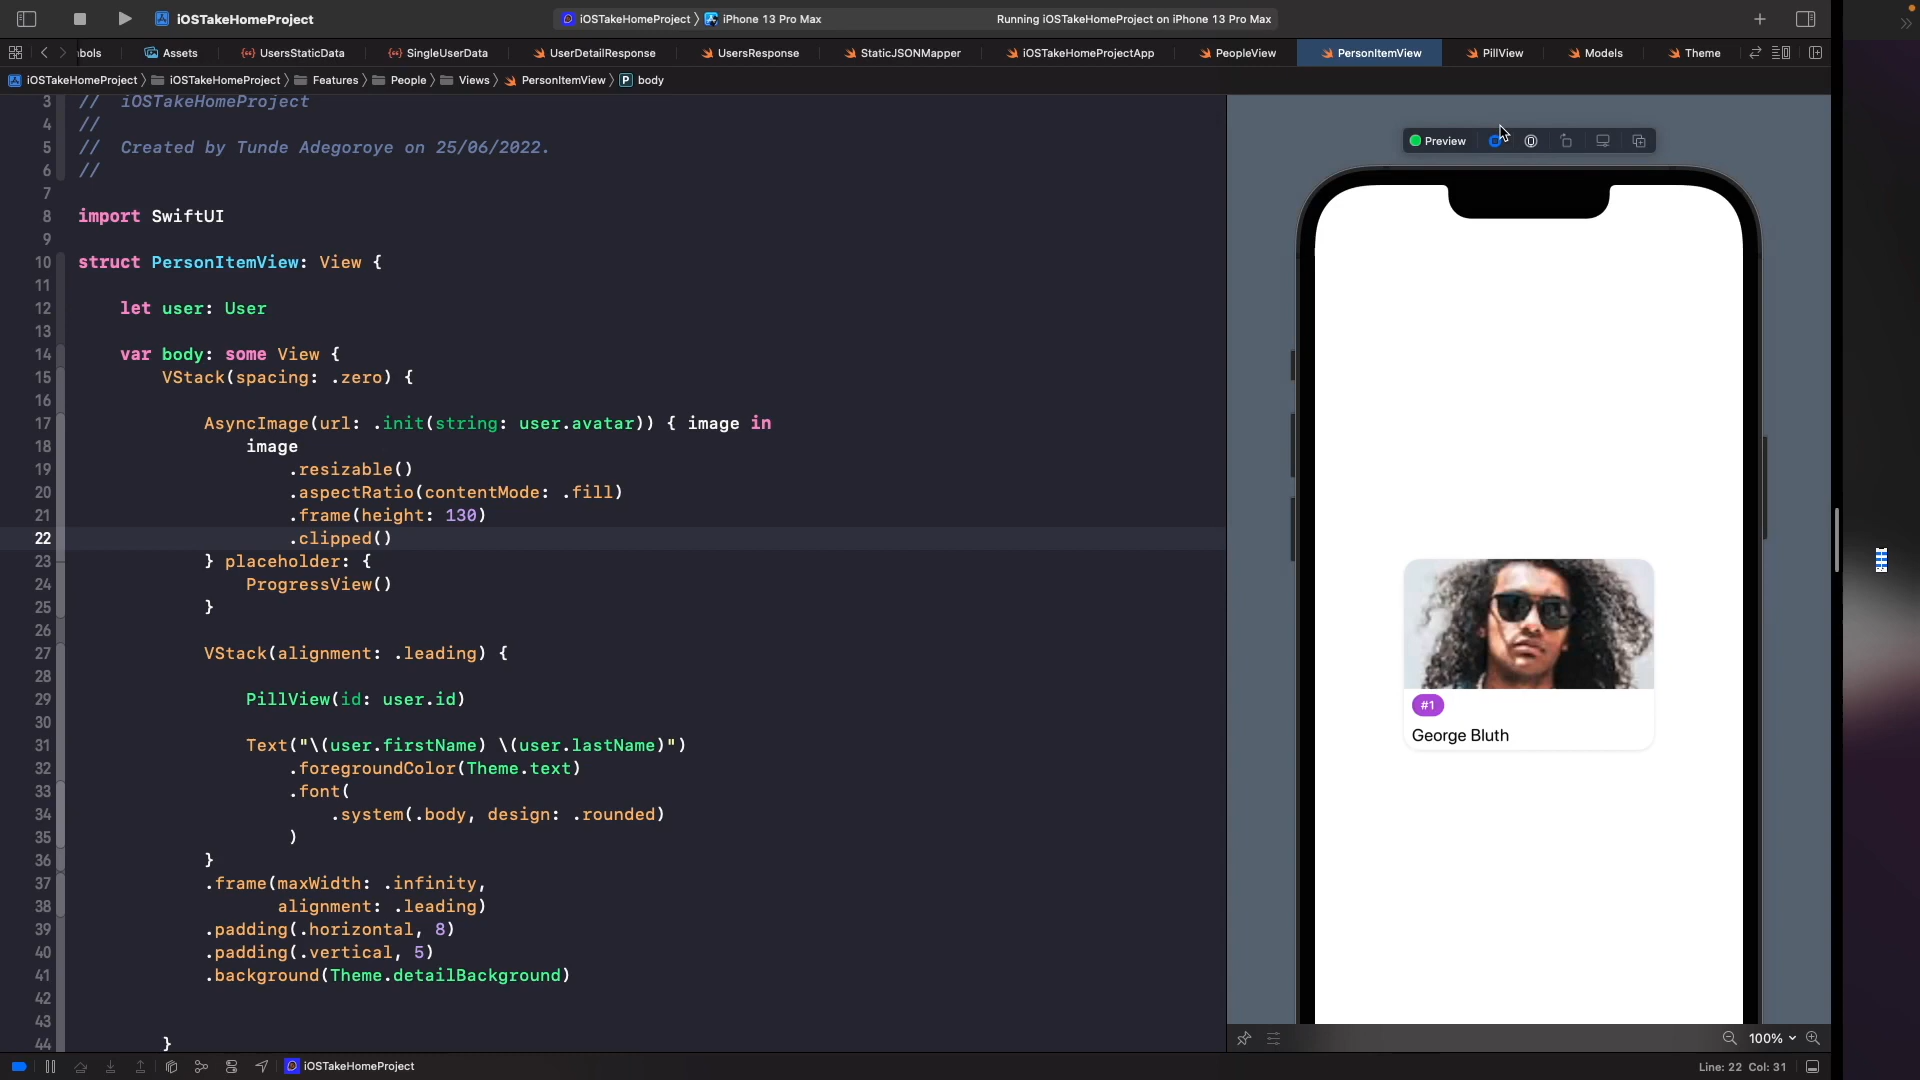 iOSTakeHomeProject
iOSTakeHomeProject
iPhone 13 Pro Max
Running iOSTakeHomeProject on iPhone 13 Pro Max
bols
Assets
UsersStaticData
SingleUserData
UserDetailResponse
UsersResponse
StaticJSONMapper
iOSTakeHomeProjectApp
PeopleView
PersonItemView
PillView
Models
Theme
iOSTakeHomeProject
iOSTakeHomeProject
Features
People
Views
PersonItemView
P
body
3 // iOSTakeHomeProject
4 //
5 // Created by Tunde Adegoroye on 25/06/2022.
6 //
7
8 import SwiftUI
9
10 struct PersonItemView: View {
11
12 let user: User
13
14 var body: some View {
15 VStack(spacing: .zero) {
16
17 AsyncImage(url: .init(string: user.avatar)) { image in
18 image
19 .resizable()
20 .aspectRatio(contentMode: .fill)
21 .frame(height: 130)
22 .clipped()
23 } placeholder: {
24 ProgressView()
25 }
26
27 VStack(alignment: .leading) {
28
29 PillView(id: user.id)
30
31 Text("\(user.firstName) \(user.lastName)")
32 .foregroundColor(Theme.text)
33 .font(
34 .system(.body, design: .rounded)
35 )
36 }
37 .frame(maxWidth: .infinity,
38 alignment: .leading)
39 .padding(.horizontal, 8)
40 .padding(.vertical, 5)
41 .background(Theme.detailBackground)
42
43
44 }
Preview
#1
George Bluth
100%
iOSTakeHomeProject
Line: 22 Col: 31